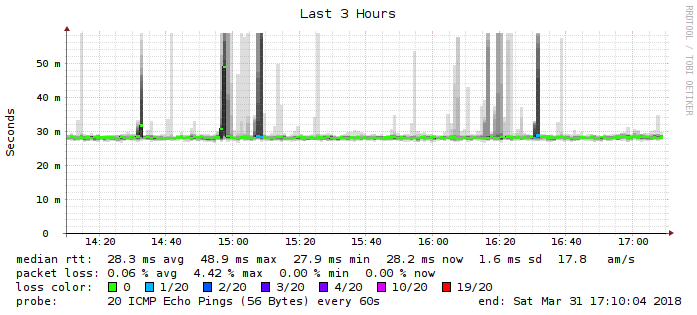 Last 3 Hours
RRDTOOL / TOBI OETIKER
Seconds
50 m
40 m
30 m
20 m
10 m
0
14:20 14:40 15:00 15:20 15:40 16:00 16:20 16:40 17:00
median rtt: 28.3 ms avg 48.9 ms max 27.9 ms min 28.2 ms now 1.6 ms sd 17.8 am/s
packet loss: 0.06 % avg 4.42 % max 0.00 % min 0.00 % now
loss color: 0 1/20 2/20 3/20 4/20 10/20 19/20
probe: 20 ICMP Echo Pings (56 Bytes) every 60s end: Sat Mar 31 17:10:04 2018